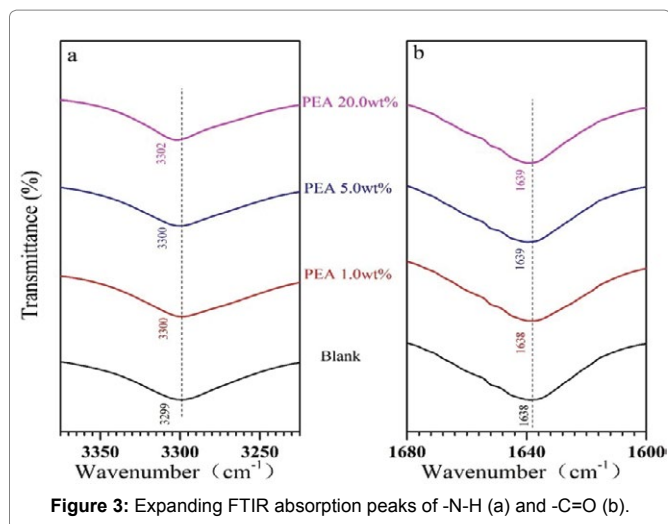 a
b
PEA 20.0wt%
3302
1639
PEA 5.0wt%
3300
1639
PEA 1.0wt%
3300
1638
Blank
3299
1638
Transmittance (%)
3350 3300 3250
1680 1640 1600
Wavenumber（cm⁻¹）
Wavenumber（cm⁻¹）
Figure 3: Expanding FTIR absorption peaks of -N-H (a) and -C=O (b).